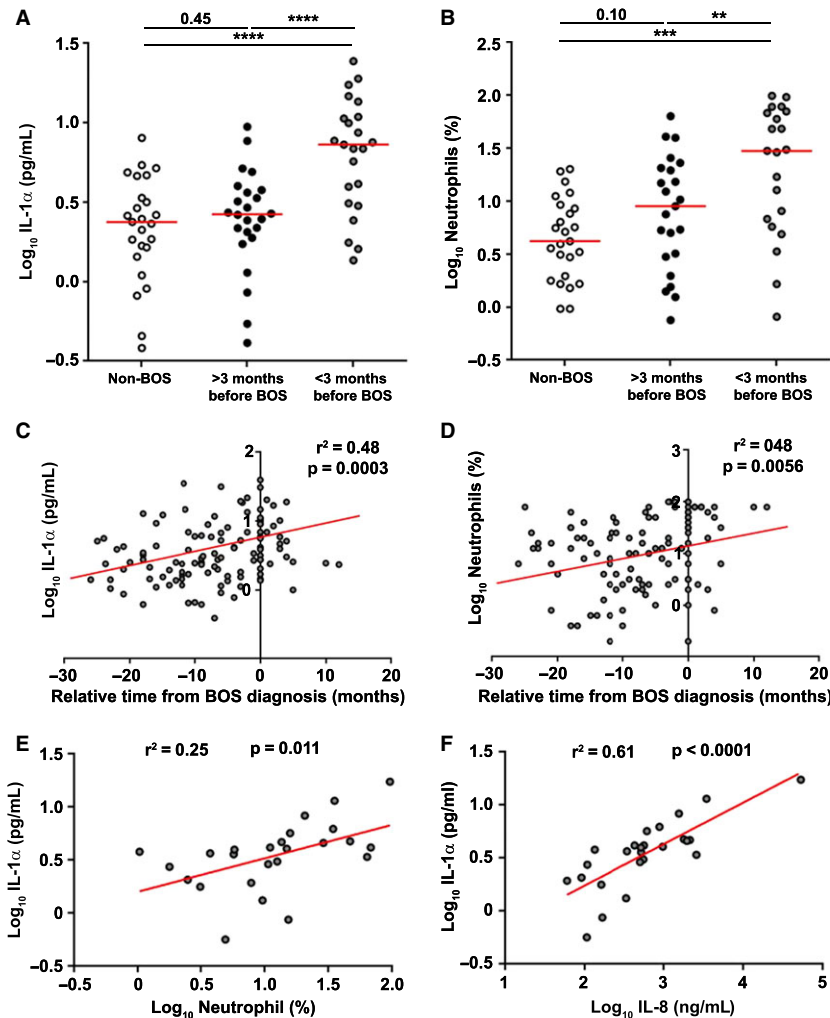 A
0.45
****
****
Log10 IL-1α (pg/mL)
1.5
1.0
0.5
0.0
–0.5
Non-BOS
>3 months before BOS
<3 months before BOS
B
0.10
**
***
Log10 Neutrophils (%)
2.5
2.0
1.5
1.0
0.5
0.0
–0.5
Non-BOS
>3 months before BOS
<3 months before BOS
C
r2 = 0.48
p = 0.0003
Log10 IL-1α (pg/mL)
2
1
0
–30
–20
–10
0
10
20
Relative time from BOS diagnosis (months)
D
r2 = 048
p = 0.0056
Log10 Neutrophils (%)
3
2
1
0
–30
–20
–10
0
10
20
Relative time from BOS diagnosis (months)
E
r2 = 0.25
p = 0.011
Log10 IL-1α (pg/mL)
1.5
1.0
0.5
0
–0.5
–0.5
0
0.5
1.0
1.5
2.0
Log10 Neutrophil (%)
F
r2 = 0.61
p < 0.0001
Log10 IL-1α (pg/ml)
1.5
1.0
0.5
0
–0.5
1
2
3
4
5
Log10 IL-8 (ng/mL)